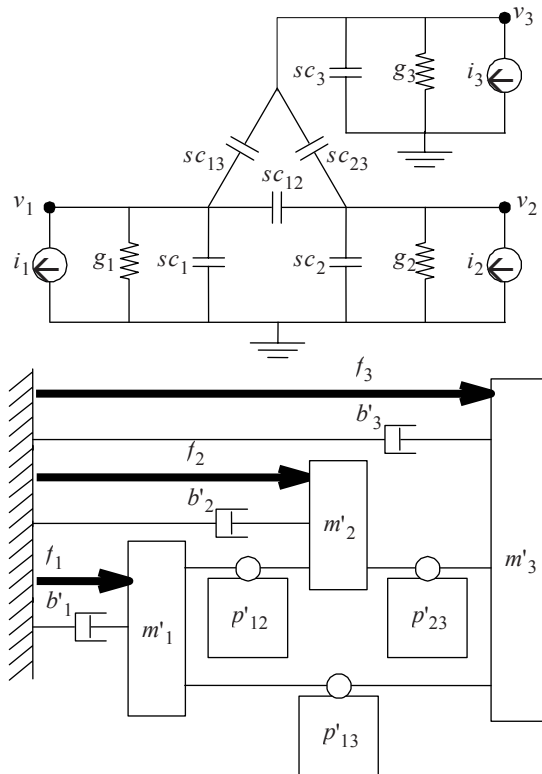 v₃
sc₃ g₃ i₃
sc₁₃ sc₂₃
sc₁₂
v₁ v₂
i₁ g₁ sc₁ sc₂ g₂ i₂
f₃
b'₃
f₂
b'₂
m'₂
m'₃
f₁
b'₁
m'₁
p'₁₂ p'₂₃
p'₁₃